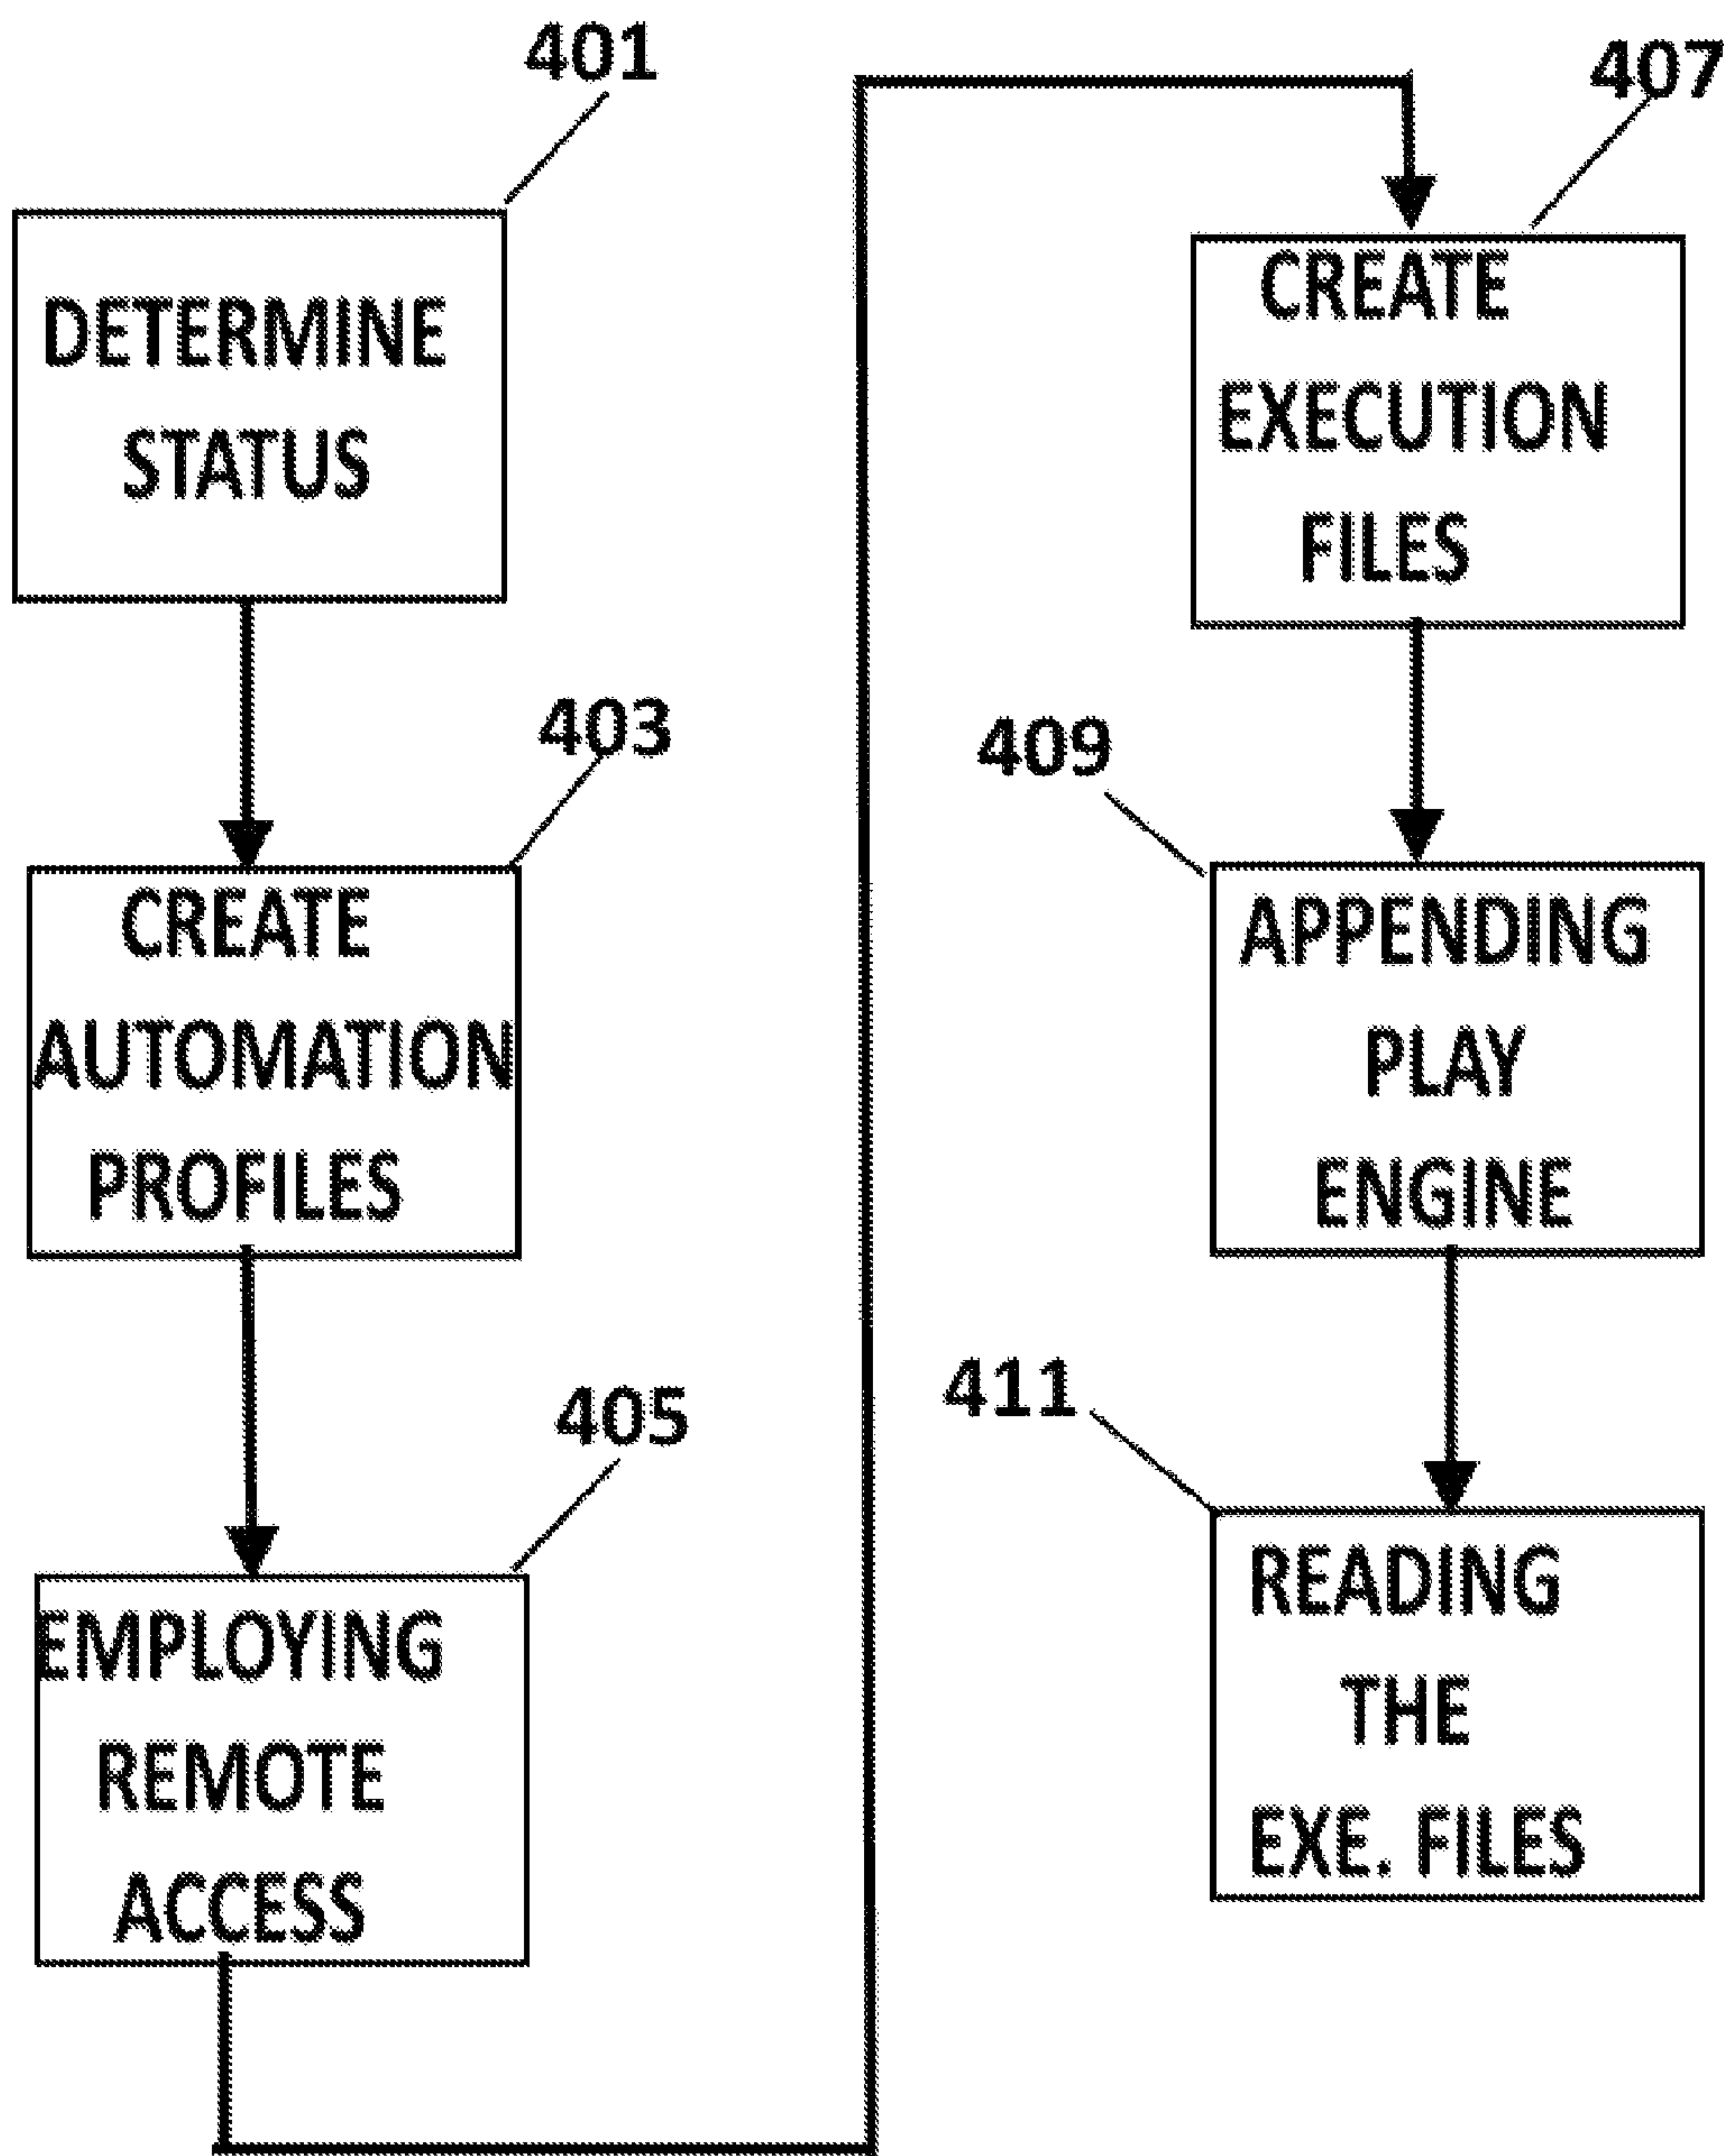 401
DETERMINE
STATUS
403
CREATE
AUTOMATION
PROFILES
405
EMPLOYING
REMOTE
ACCESS
407
CREATE
EXECUTION
FILES
409
APPENDING
PLAY
ENGINE
411
READING
THE
EXE. FILES